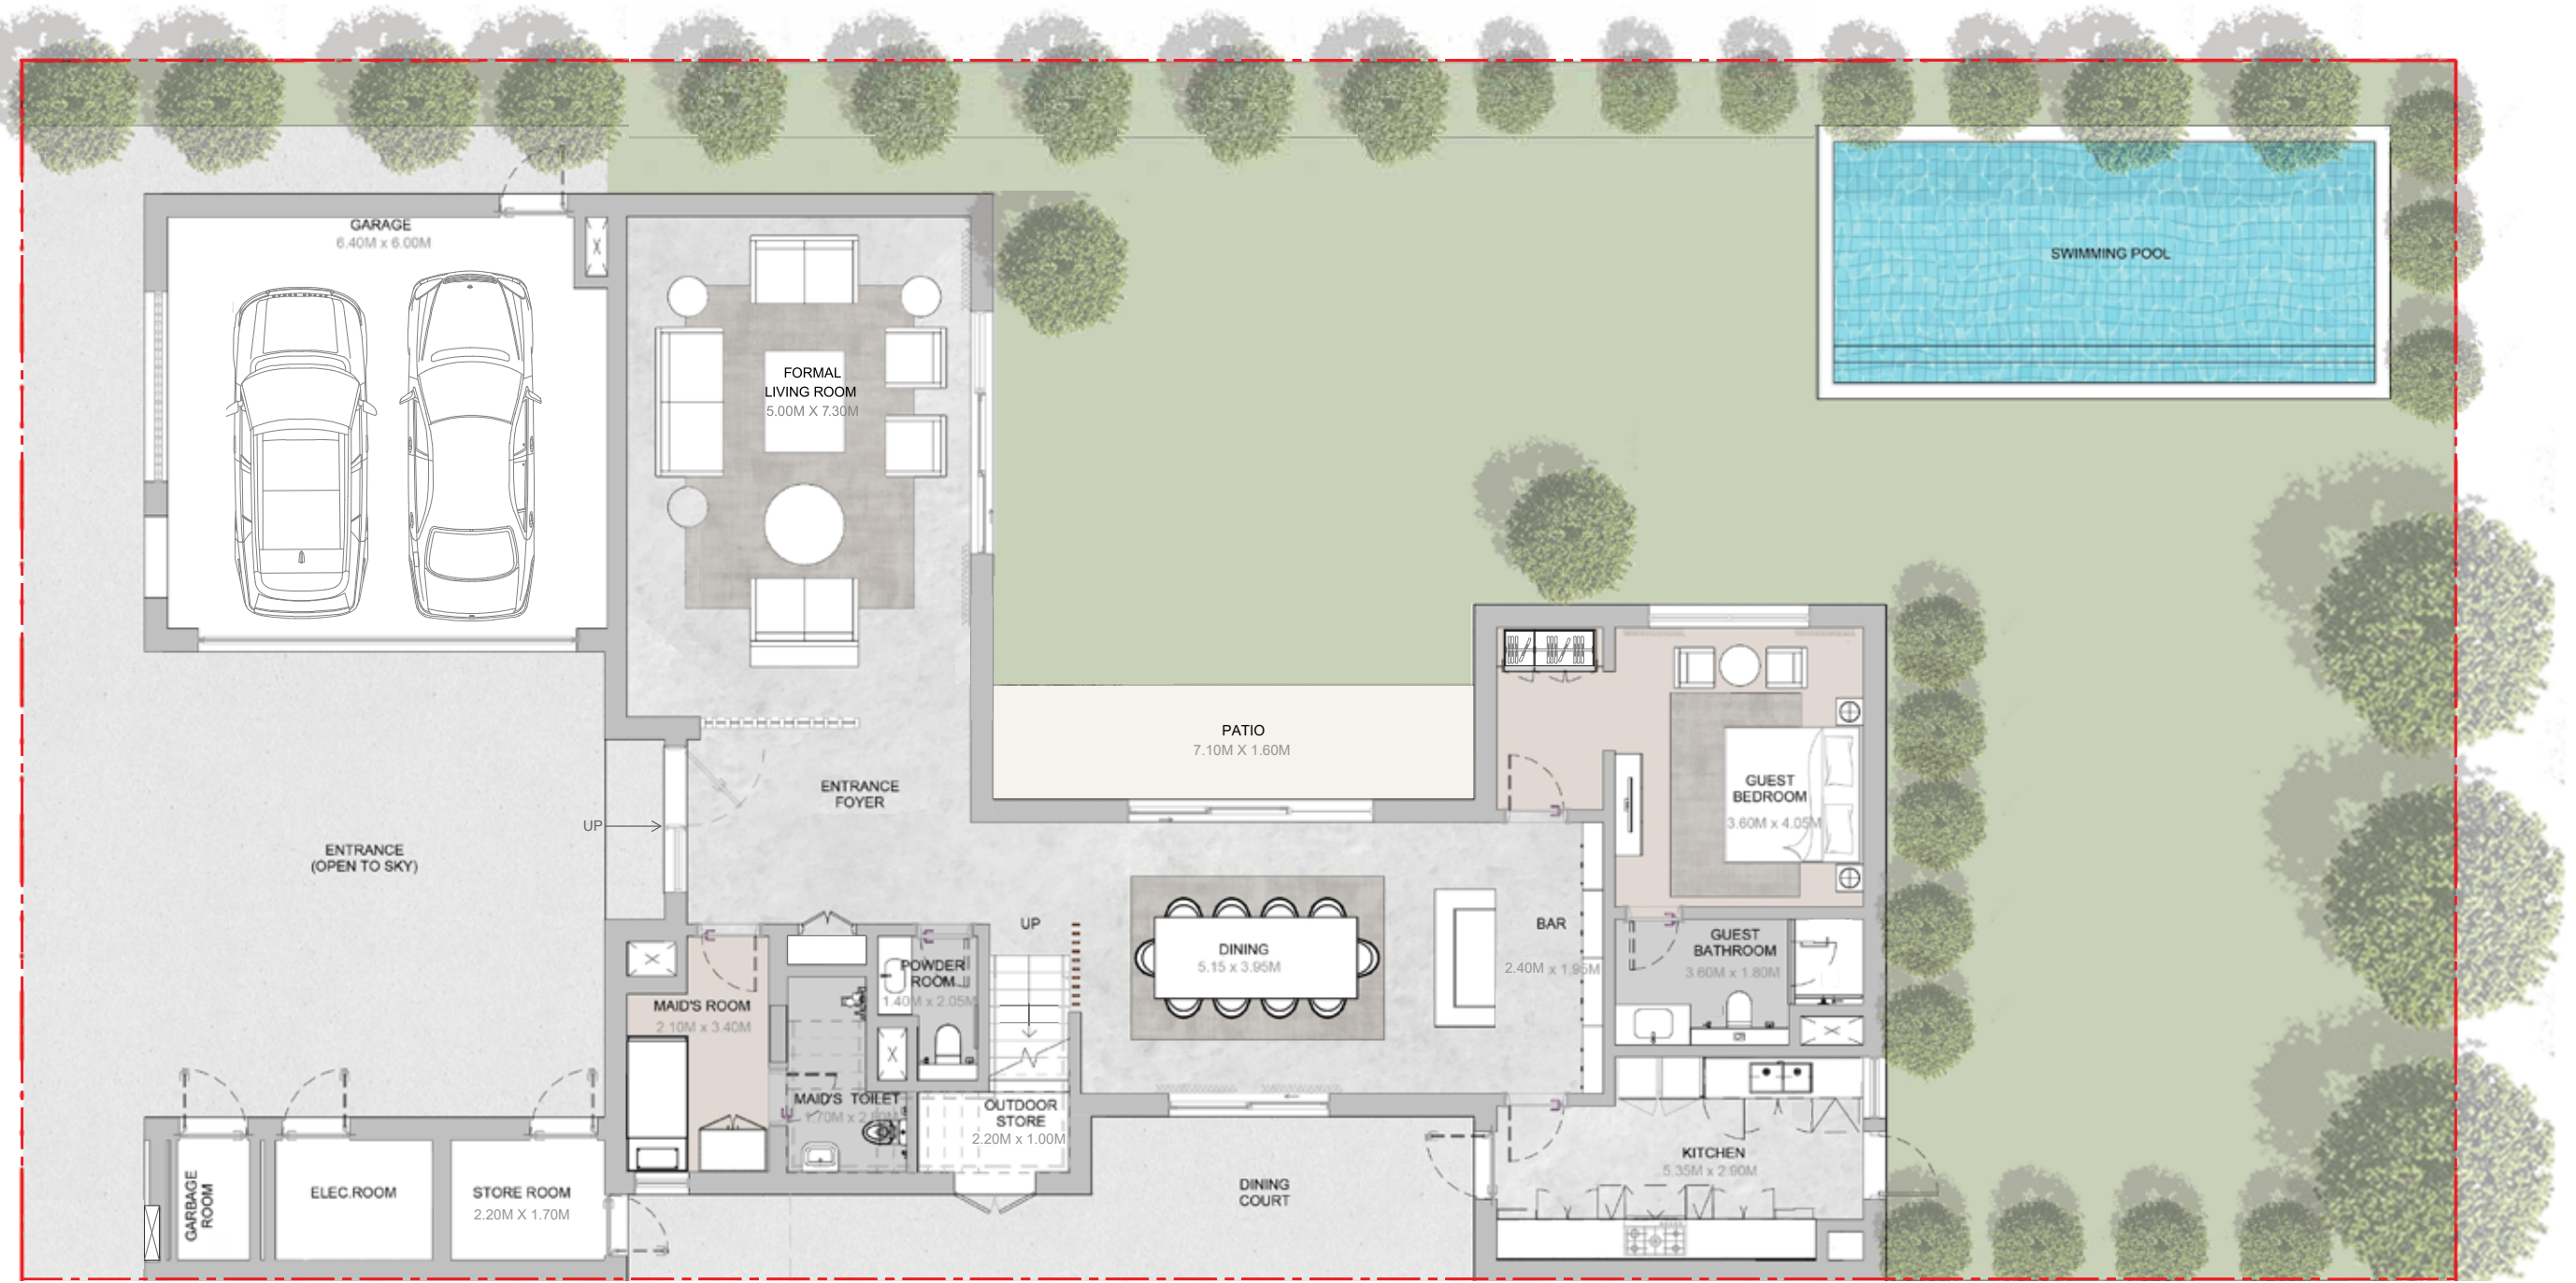 GARAGE
6.40M x 6.00M
SWIMMING POOL
FORMAL
LIVING ROOM
5.00M X 7.30M
PATIO
7.10M X 1.60M
ENTRANCE
FOYER
GUEST
BEDROOM
3.60M x 4.05M
UP
ENTRANCE
(OPEN TO SKY)
UP
BAR
2.40M x 1.95M
DINING
5.15 x 3.95M
GUEST
BATHROOM
3.60M x 1.80M
POWDER
ROOM
1.40M x 2.05M
MAID'S ROOM
2.10M x 3.40M
MAID'S TOILET
OUTDOOR
STORE
2.20M x 1.00M
KITCHEN
5.35M x 2.90M
GARBAGE
ROOM
ELEC.ROOM
STORE ROOM
2.20M X 1.70M
DINING
COURT